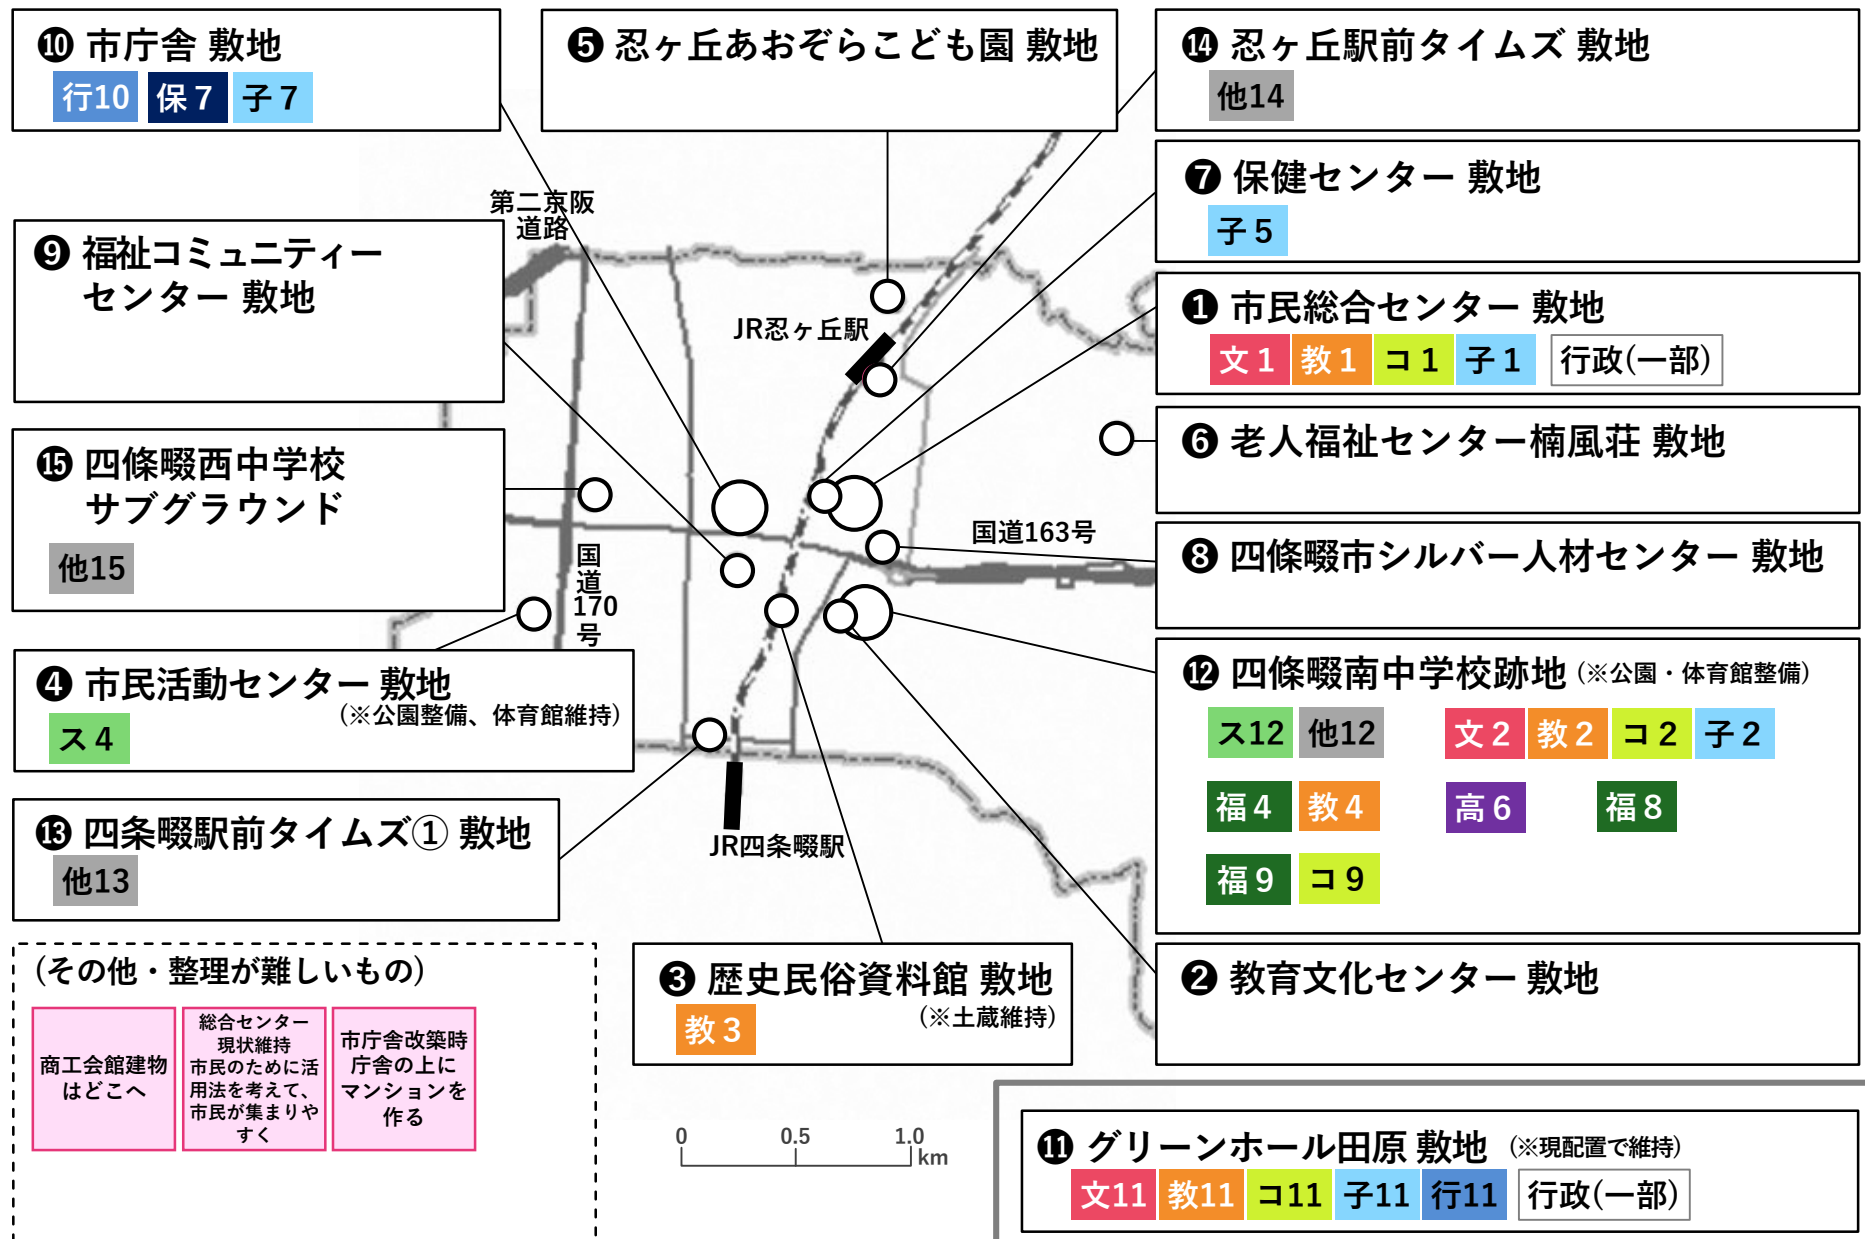 ❿ 市庁舎 敷地
行10 保７ 子７
❺ 忍ヶ丘あおぞらこども園 敷地
⓮ 忍ヶ丘駅前タイムズ 敷地
他14
❼ 保健センター 敷地
子５
第二京阪
道路
❾ 福祉コミュニティー
センター 敷地
JR忍ヶ丘駅
❶ 市民総合センター 敷地
文１ 教１ コ１ 子１ 行政(一部)
❻ 老人福祉センター楠風荘 敷地
⓯ 四條畷西中学校
サブグラウンド
他15
国道163号
❽ 四條畷市シルバー人材センター 敷地
国
道
170
号
❹ 市民活動センター 敷地
(※公園整備、体育館維持)
ス４
⓬ 四條畷南中学校跡地 (※公園・体育館整備)
ス12 他12 文２ 教２ コ２ 子２
福４ 教４ 高６ 福８
福９ コ９
⓭ 四条畷駅前タイムズ① 敷地
他13
JR四条畷駅
(その他・整理が難しいもの)
商工会館建物
はどこへ
総合センター
現状維持
市民のために活
用法を考えて、
市民が集まりや
すく
市庁舎改築時
庁舎の上に
マンションを
作る
❸ 歴史民俗資料館 敷地
(※土蔵維持)
教３
❷ 教育文化センター 敷地
0 0.5 1.0
km
⓫ グリーンホール田原 敷地 (※現配置で維持)
文11 教11 コ11 子11 行11 行政(一部)